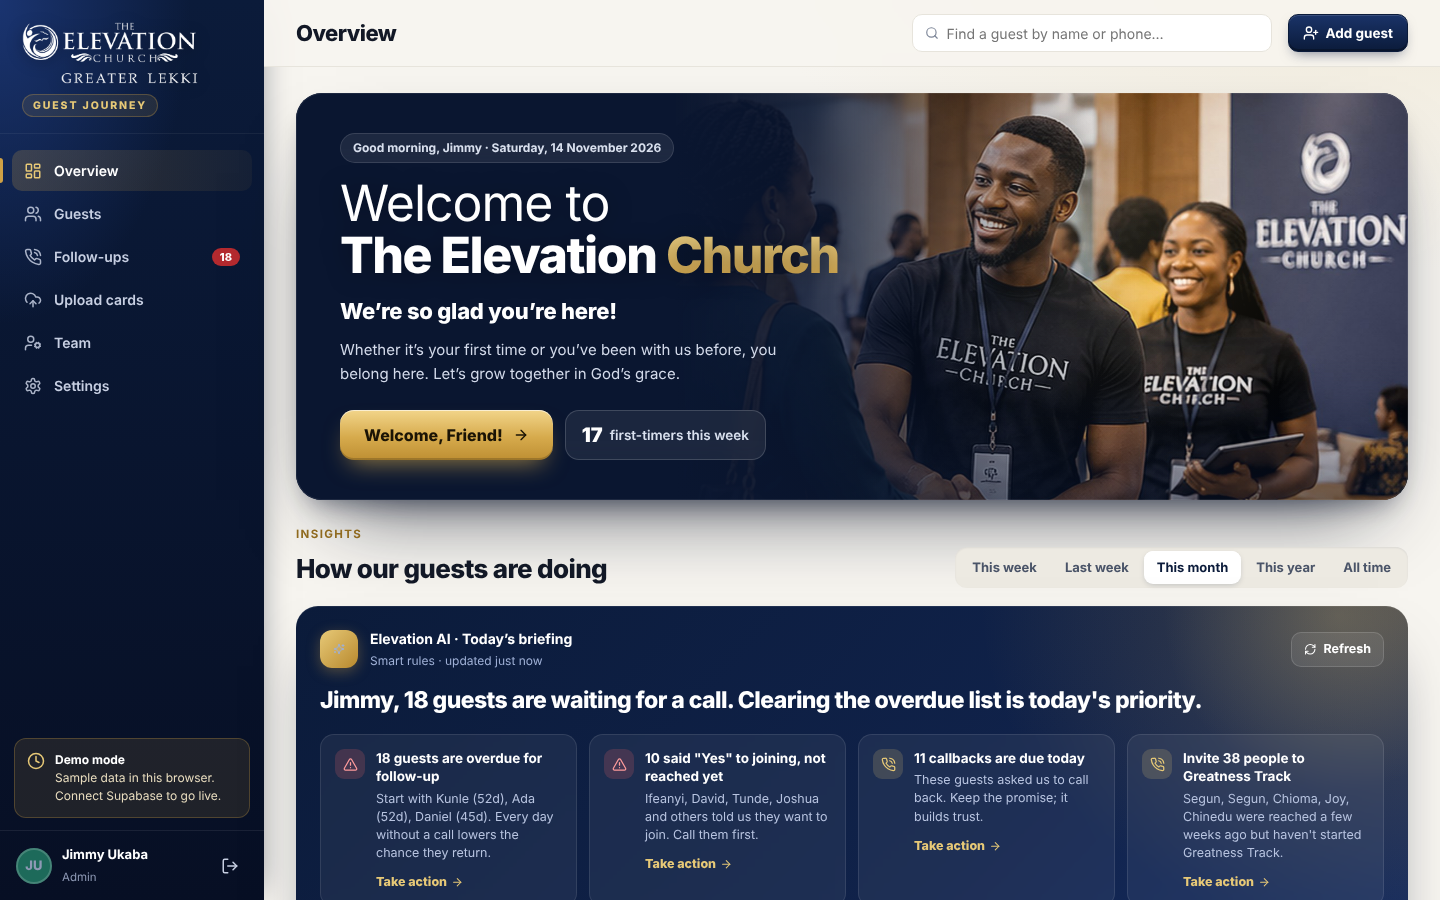 THE
ELEVATION
CHURCH
GREATER LEKKI
GUEST JOURNEY
Overview
Guests
Follow-ups
18
Upload cards
Team
Settings
Demo mode
Sample data in this browser.
Connect Supabase to go live.
JU
Jimmy Ukaba
Admin
Overview
Find a guest by name or phone...
Add guest
Good morning, Jimmy · Saturday, 14 November 2026
Welcome to
The Elevation Church
We’re so glad you’re here!
Whether it’s your first time or you’ve been with us before, you
belong here. Let’s grow together in God’s grace.
Welcome, Friend!
17 first-timers this week
THE
ELEVATION
CHURCH
THE
ELEVATION
CHURCH
THE
ELEVATION
CHURCH
INSIGHTS
How our guests are doing
This week
Last week
This month
This year
All time
Elevation AI · Today’s briefing
Smart rules · updated just now
Refresh
Jimmy, 18 guests are waiting for a call. Clearing the overdue list is today's priority.
18 guests are overdue for
follow-up
Start with Kunle (52d), Ada
(52d), Daniel (45d). Every day
without a call lowers the
chance they return.
Take action
10 said "Yes" to joining, not
reached yet
Ifeanyi, David, Tunde, Joshua
and others told us they want to
join. Call them first.
Take action
11 callbacks are due today
These guests asked us to call
back. Keep the promise; it
builds trust.
Take action
Invite 38 people to
Greatness Track
Segun, Segun, Chioma, Joy,
Chinedu were reached a few
weeks ago but haven't started
Greatness Track.
Take action